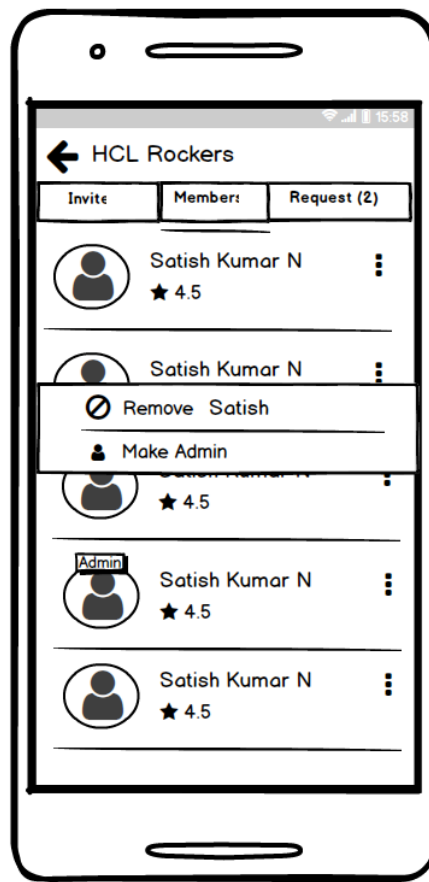 15:58
HCL Rockers
Invite Members Request (2)
Satish Kumar N
4.5
Satish Kumar N
Remove Satish
Make Admin
4.5
Admin
Satish Kumar N
4.5
Satish Kumar N
4.5